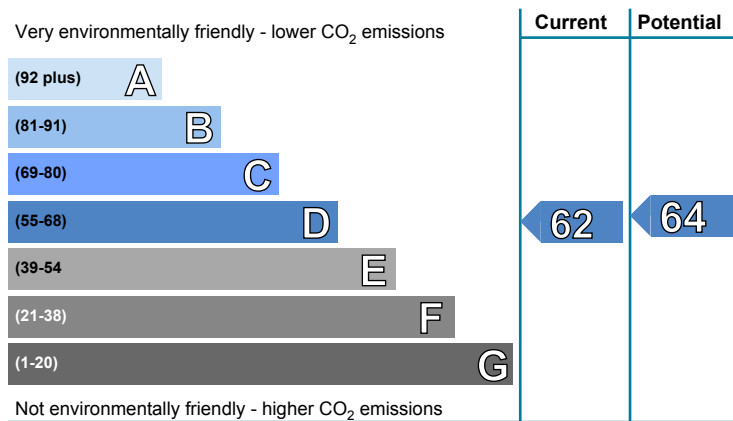 Current Potential
Very environmentally friendly - lower CO2 emissions
(92 plus) A
(81-91) B
(69-80) C
(55-68) D 62 64
(39-54 E
(21-38) F
(1-20) G
Not environmentally friendly - higher CO2 emissions